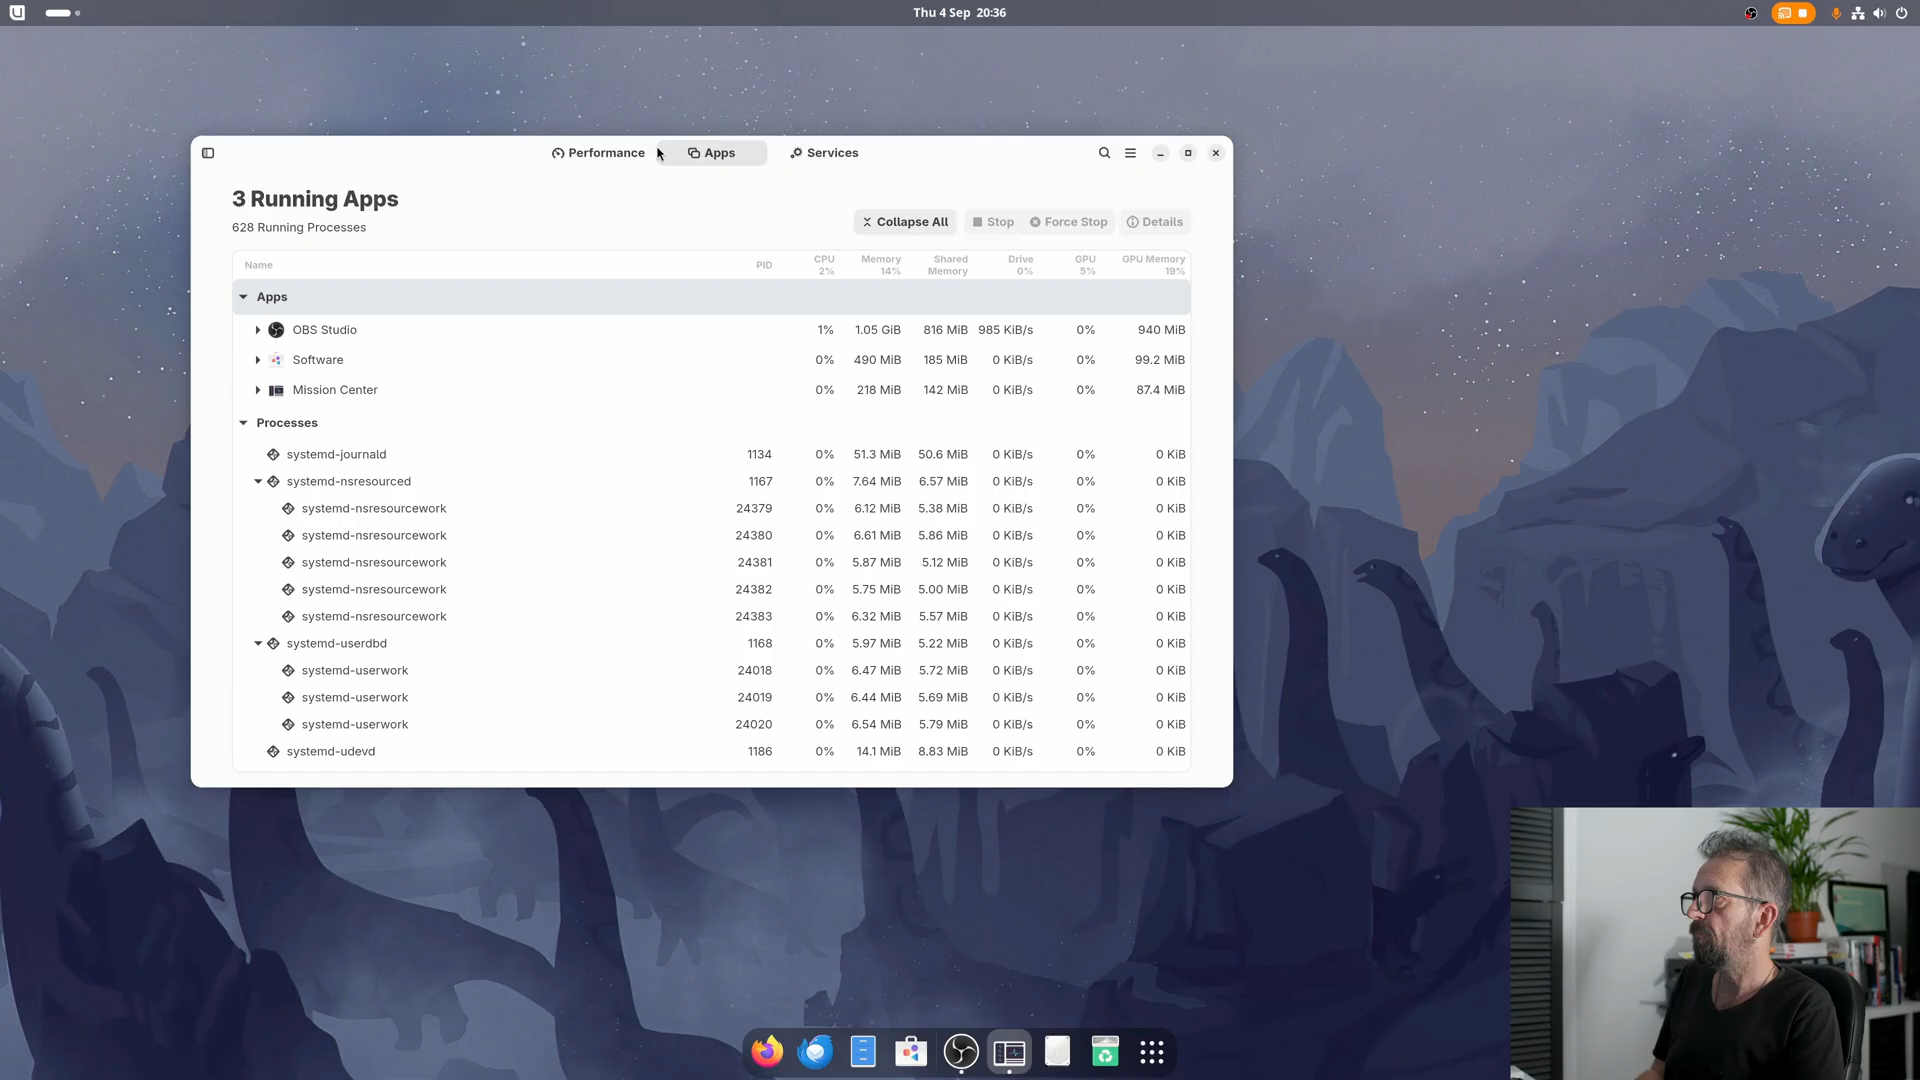 Thu 4 Sep 20:36
Performance Apps Services
3 Running Apps
628 Running Processes
Collapse All Stop Force Stop Details
Name PID CPU 2% Memory 14% Shared Memory Drive 0% GPU 5% GPU Memory 19%
Apps
OBS Studio 1% 1.05 GiB 816 MiB 985 KiB/s 0% 940 MiB
Software 0% 490 MiB 185 MiB 0 KiB/s 0% 99.2 MiB
Mission Center 0% 218 MiB 142 MiB 0 KiB/s 0% 87.4 MiB
Processes
systemd-journald 1134 0% 51.3 MiB 50.6 MiB 0 KiB/s 0% 0 KiB
systemd-nsresourced 1167 0% 7.64 MiB 6.57 MiB 0 KiB/s 0% 0 KiB
systemd-nsresourcework 24379 0% 6.12 MiB 5.38 MiB 0 KiB/s 0% 0 KiB
systemd-nsresourcework 24380 0% 6.61 MiB 5.86 MiB 0 KiB/s 0% 0 KiB
systemd-nsresourcework 24381 0% 5.87 MiB 5.12 MiB 0 KiB/s 0% 0 KiB
systemd-nsresourcework 24382 0% 5.75 MiB 5.00 MiB 0 KiB/s 0% 0 KiB
systemd-nsresourcework 24383 0% 6.32 MiB 5.57 MiB 0 KiB/s 0% 0 KiB
systemd-userdbd 1168 0% 5.97 MiB 5.22 MiB 0 KiB/s 0% 0 KiB
systemd-userwork 24018 0% 6.47 MiB 5.72 MiB 0 KiB/s 0% 0 KiB
systemd-userwork 24019 0% 6.44 MiB 5.69 MiB 0 KiB/s 0% 0 KiB
systemd-userwork 24020 0% 6.54 MiB 5.79 MiB 0 KiB/s 0% 0 KiB
systemd-udevd 1186 0% 14.1 MiB 8.83 MiB 0 KiB/s 0% 0 KiB